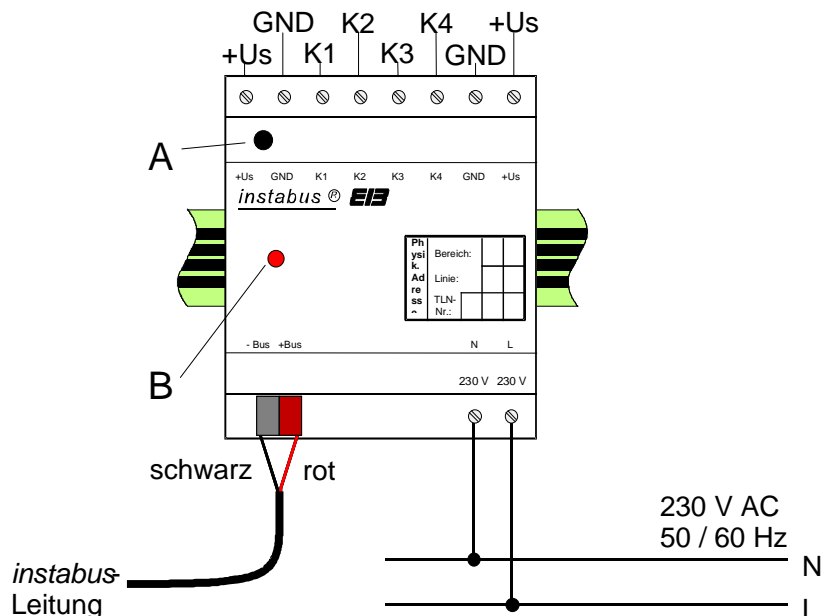 GND K2 K4 +Us
+Us K1 K3 GND
A
+Us GND K1 K2 K3 K4 GND +Us
instabus ® EIB
Physik. Adresse
Bereich:
Linie:
TLN-Nr.:
B
- Bus +Bus N L
230 V 230 V
schwarz rot
230 V AC
50 / 60 Hz
N
instabus-
Leitung
L